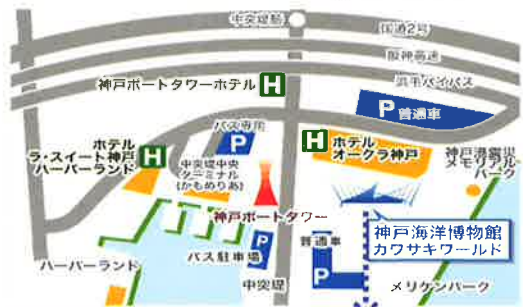 中突堤前
国道2号
阪神高速
浜手バイパス
神戸ポートタワーホテル
H
P 普通車
バス専用
P
H
ホテル
オークラ神戸
ホテル
ラ・スイート神戸
ハーバーランド
H
中突堤中央
ターミナル
(かもめりあ)
神戸港震災
メモリアル
パーク
神戸ポートタワー
神戸海洋博物館
カワサキワールド
普通車
P
P
バス駐車場
ハーバーランド
中突堤
メリケンパーク